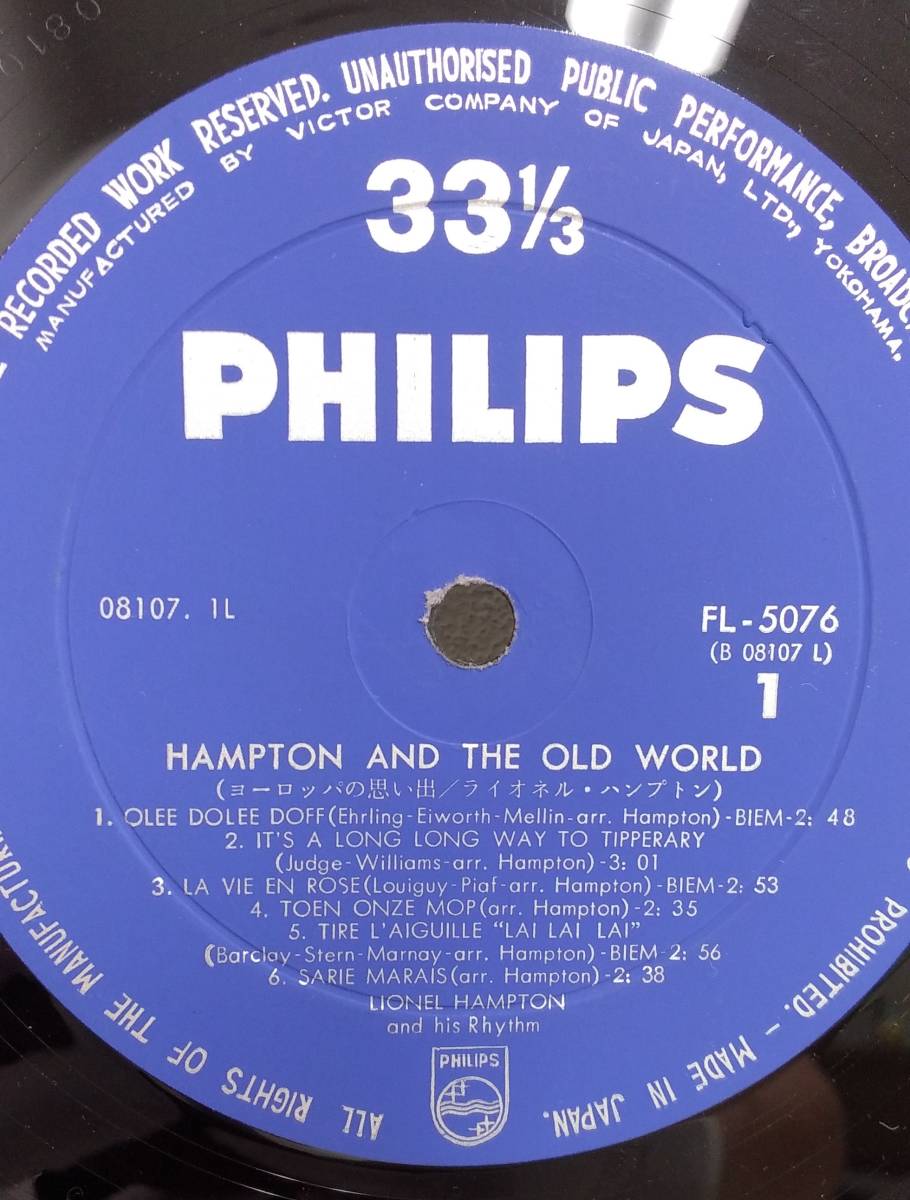 RECORDED WORK RESERVED. UNAUTHORISED PUBLIC PERFORMANCE,
MANUFACTURED BY VICTOR COMPANY OF JAPAN, LTD., YOKOHAMA.
33⅓
PHILIPS
08107. 1L
FL-5076
(B 08107 L)
1
HAMPTON AND THE OLD WORLD
(ヨーロッパの思い出/ライオネル・ハンプトン)
1. OLEE DOLEE DOFF(Ehrling-Eiworth-Mellin-arr. Hampton)-BIEM-2: 48
2. IT'S A LONG LONG WAY TO TIPPERARY
(Judge-Williams-arr. Hampton)-3: 01
3. LA VIE EN ROSE(Louiguy-Piaf-arr. Hampton)-BIEM-2: 53
4. TOEN ONZE MOP(arr. Hampton)-2: 35
5. TIRE L'AIGUILLE "LAI LAI LAI"
(Barclay-Stern-Marnay-arr. Hampton)-BIEM-2: 56
6. SARIE MARAIS(arr. Hampton)-2: 38
LIONEL HAMPTON
and his Rhythm
PHILIPS
PROHIBITED. - MADE IN JAPAN.
ALL RIGHTS OF THE